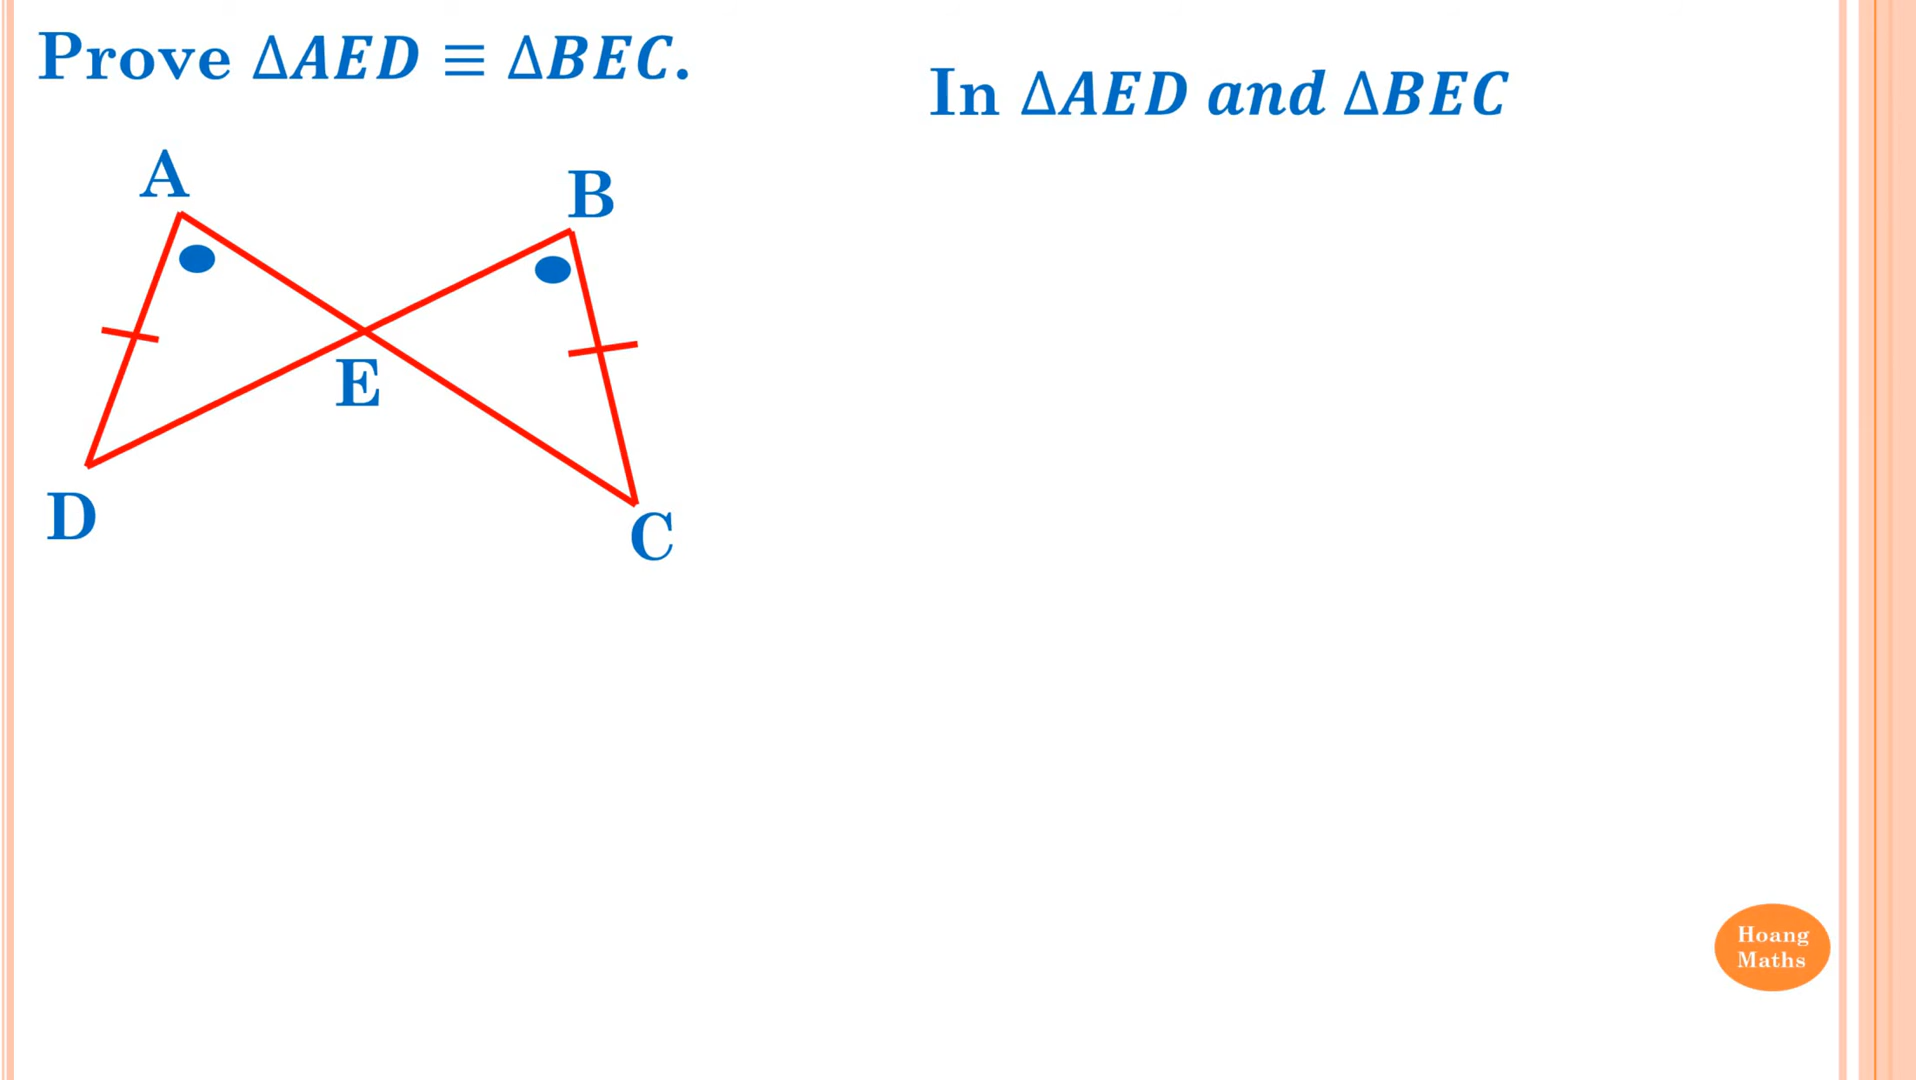 Prove ΔAED ≡ ΔBEC.
In ΔAED and ΔBEC
A
B
E
D
C
Hoang
Maths